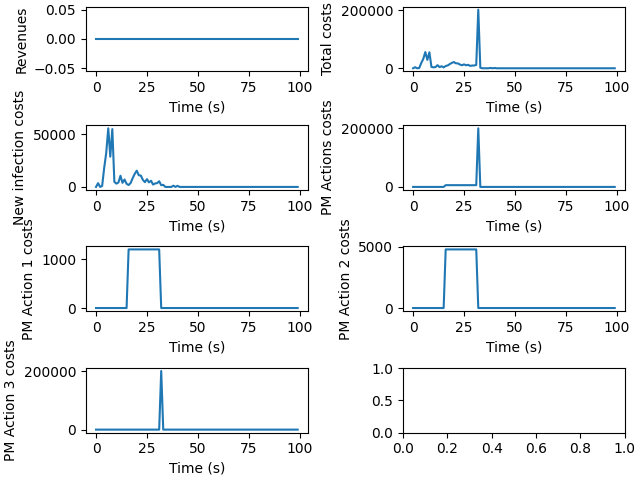 Revenues
0.05
0.00
−0.05
0 25 50 75 100
Time (s)
Total costs
200000
0
0 25 50 75 100
Time (s)
New infection costs
50000
0
0 25 50 75 100
Time (s)
PM Actions costs
200000
0
0 25 50 75 100
Time (s)
PM Action 1 costs
1000
0
0 25 50 75 100
Time (s)
PM Action 2 costs
5000
0
0 25 50 75 100
Time (s)
PM Action 3 costs
200000
0
0 25 50 75 100
Time (s)
1.0
0.5
0.0
0.0 0.2 0.4 0.6 0.8 1.0